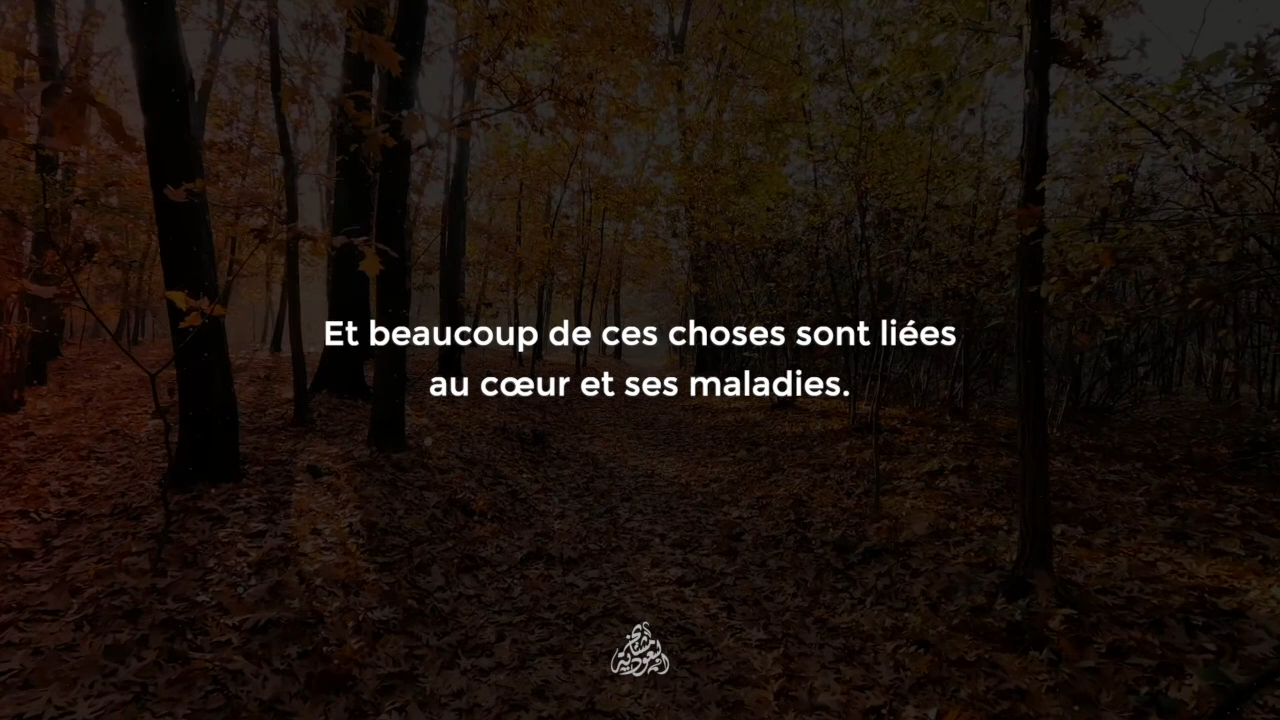 Et beaucoup de ces choses sont liées
au cœur et ses maladies.